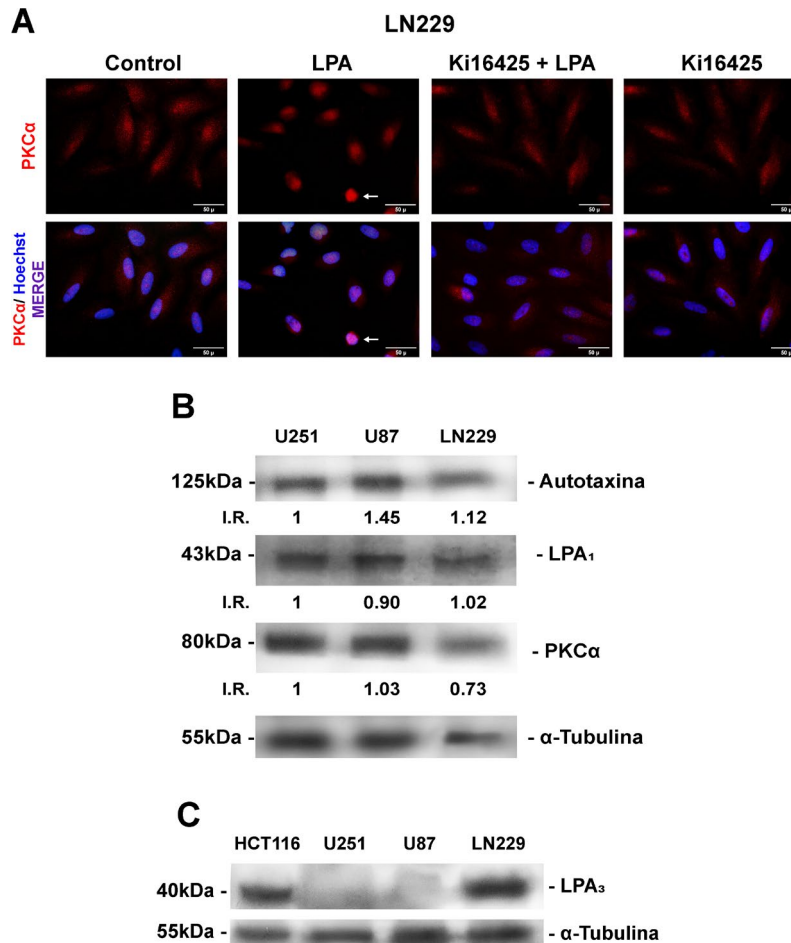 A
LN229
Control LPA Ki16425 + LPA Ki16425
PKCα
50 µ 50 µ 50 µ 50 µ
PKCα/ Hoechst
MERGE
50 µ 50 µ 50 µ 50 µ
B
U251 U87 LN229
125kDa - - Autotaxina
I.R. 1 1.45 1.12
43kDa - - LPA₁
I.R. 1 0.90 1.02
80kDa - - PKCα
I.R. 1 1.03 0.73
55kDa - - α-Tubulina
C
HCT116 U251 U87 LN229
40kDa - - LPA₃
55kDa - - α-Tubulina